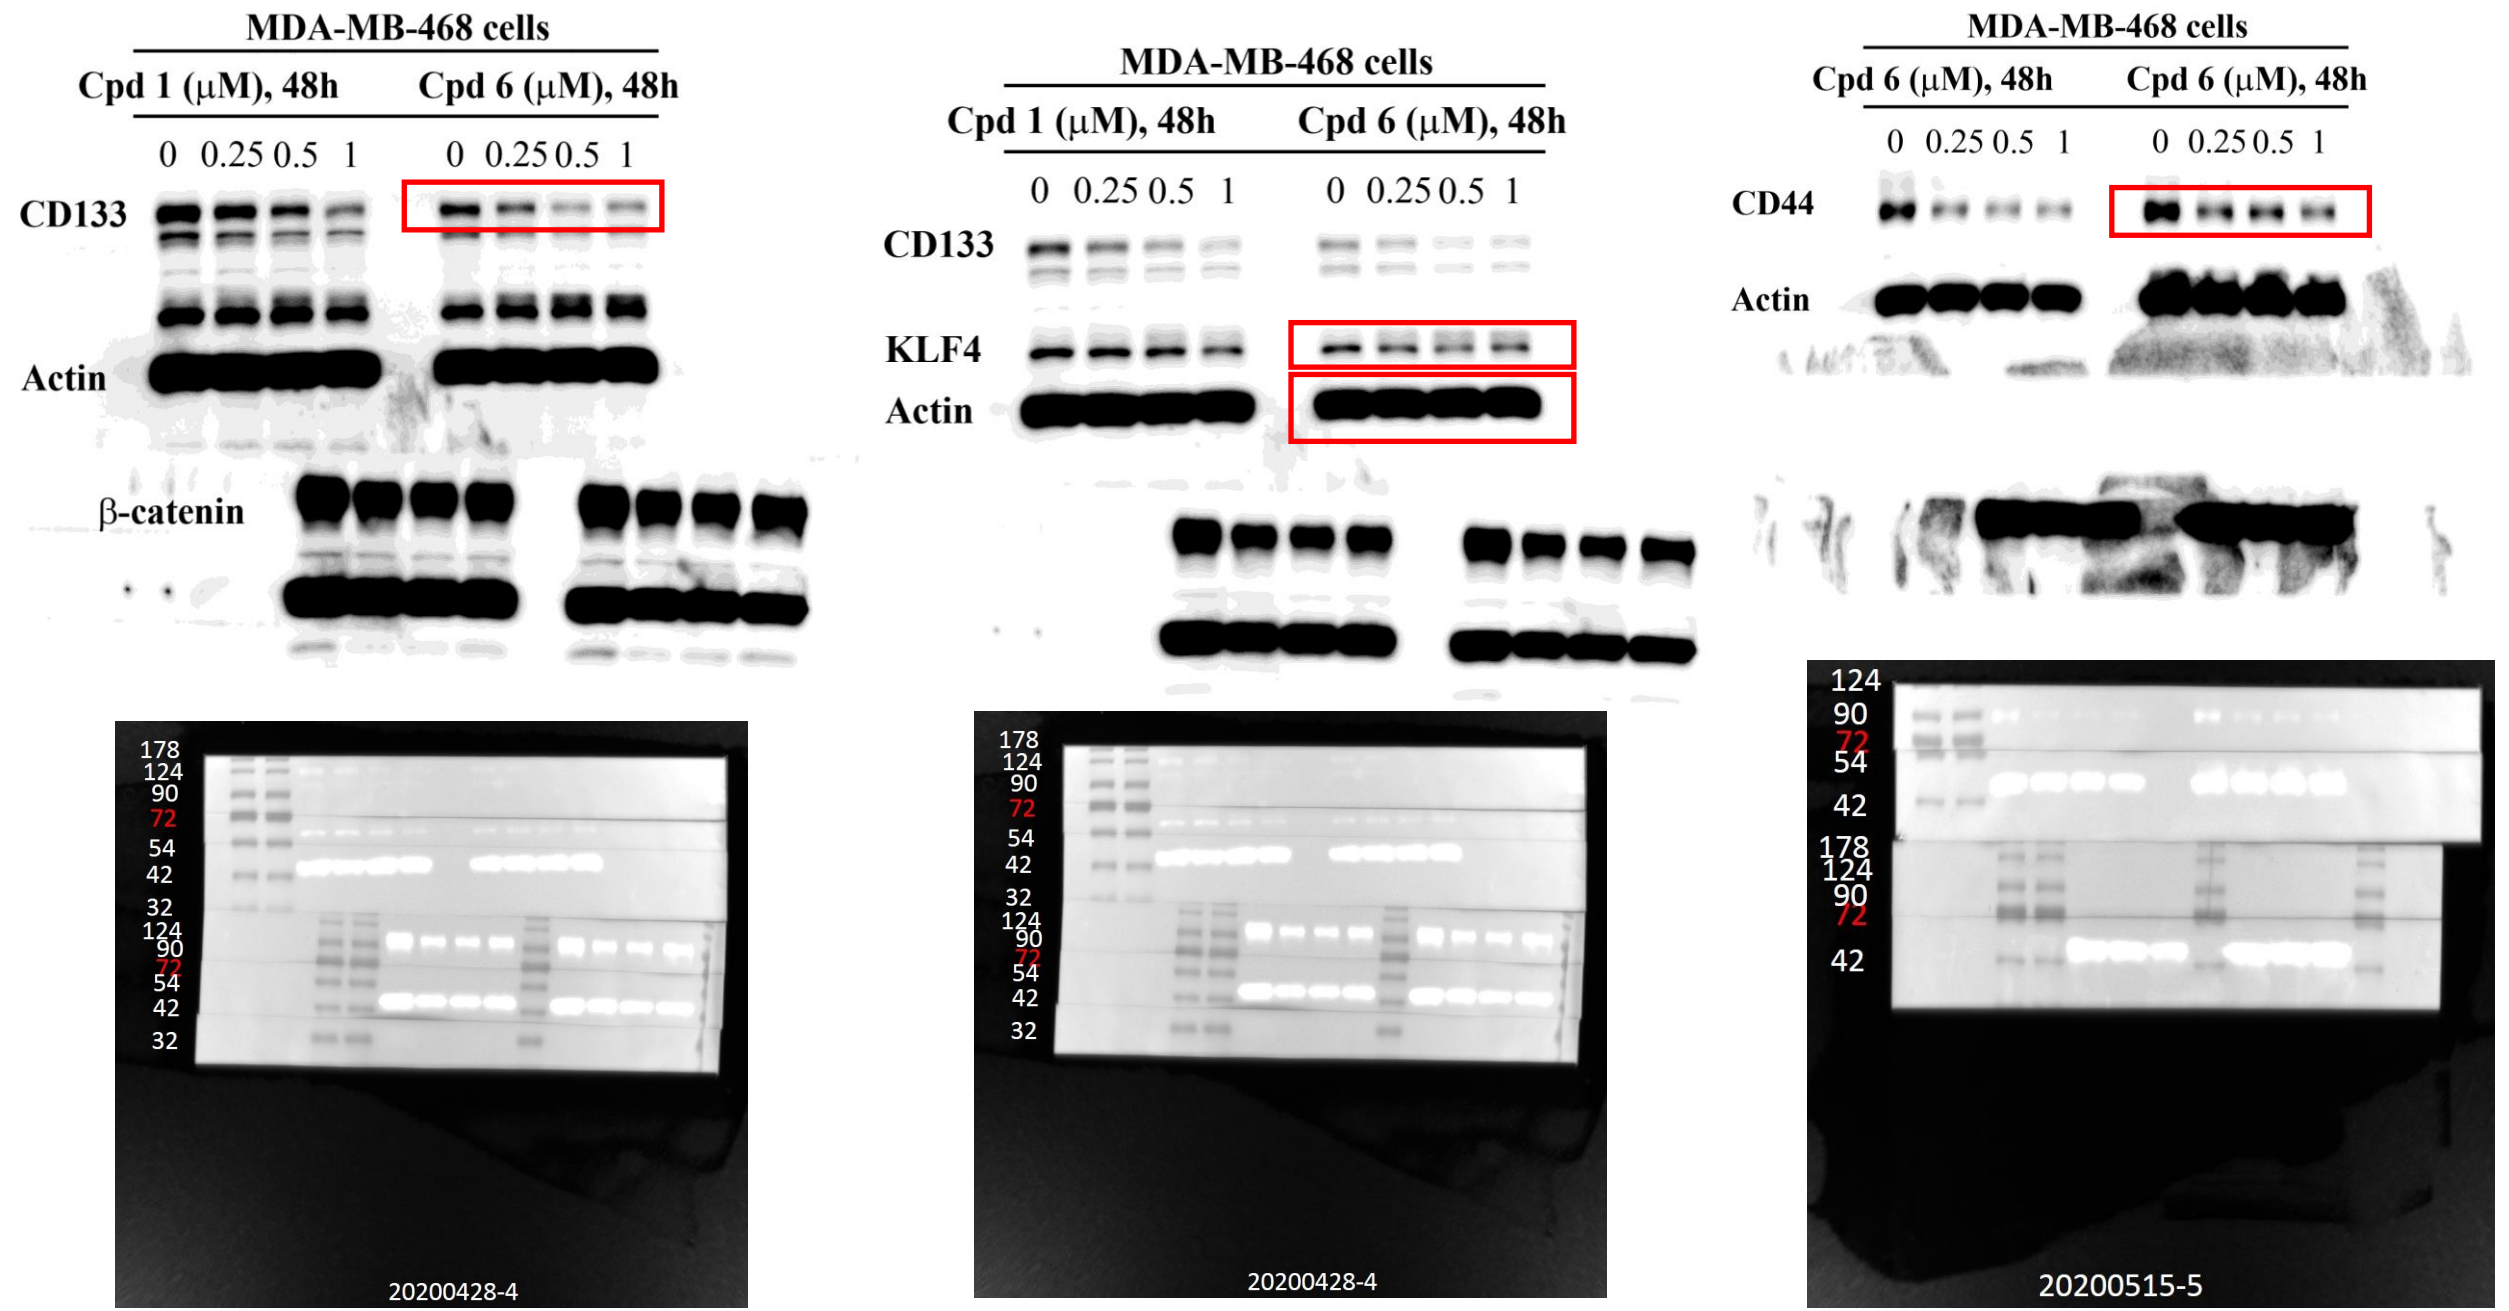 MDA-MB-468 cells
Cpd 1 (μM), 48h Cpd 6 (μM), 48h
0 0.25 0.5 1 0 0.25 0.5 1
CD133
Actin
β-catenin
178
124
90
72
54
42
32
124
90
72
54
42
32
20200428-4
MDA-MB-468 cells
Cpd 1 (μM), 48h Cpd 6 (μM), 48h
0 0.25 0.5 1 0 0.25 0.5 1
CD133
KLF4
Actin
178
124
90
72
54
42
32
124
90
72
54
42
32
20200428-4
MDA-MB-468 cells
Cpd 6 (μM), 48h Cpd 6 (μM), 48h
0 0.25 0.5 1 0 0.25 0.5 1
CD44
Actin
124
90
72
54
42
178
124
90
72
42
20200515-5